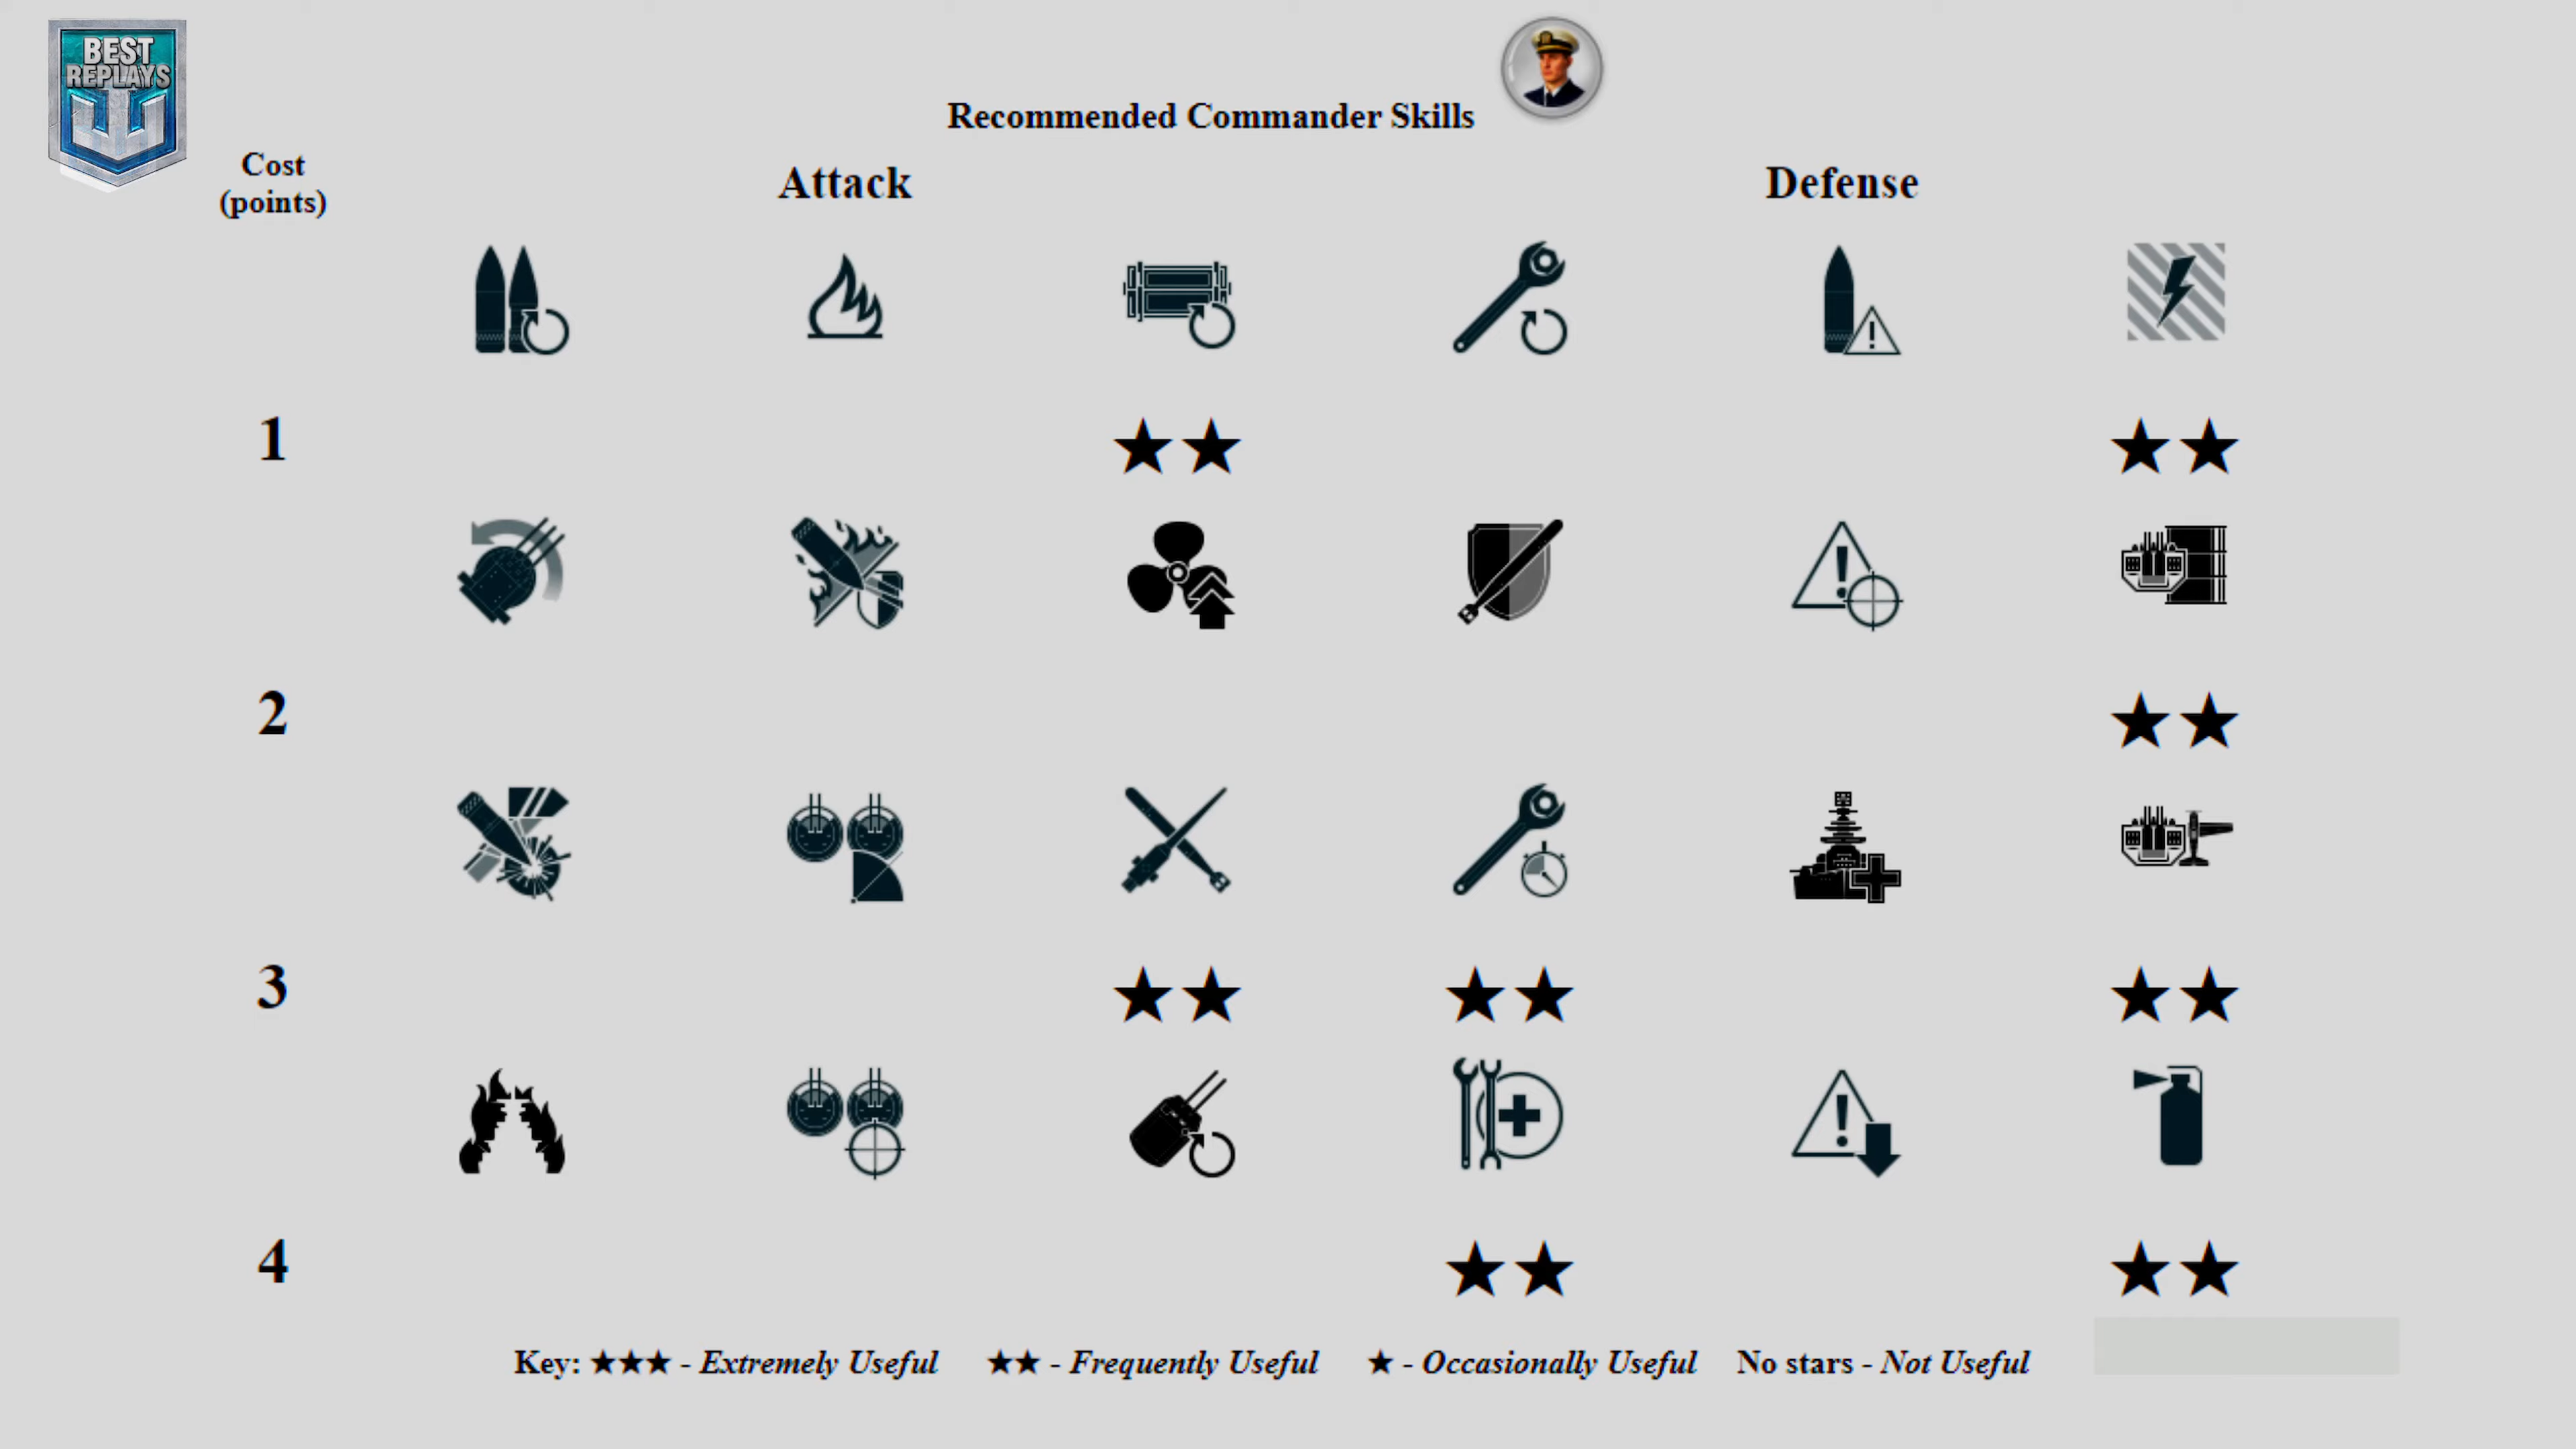 BEST
REPLAYS
Recommended Commander Skills
Cost
(points)
Attack
Defense
1
★★
★★
2
★★
3
★★
★★
★★
4
★★
★★
Key: ★★★ - Extremely Useful ★★ - Frequently Useful ★ - Occasionally Useful No stars - Not Useful